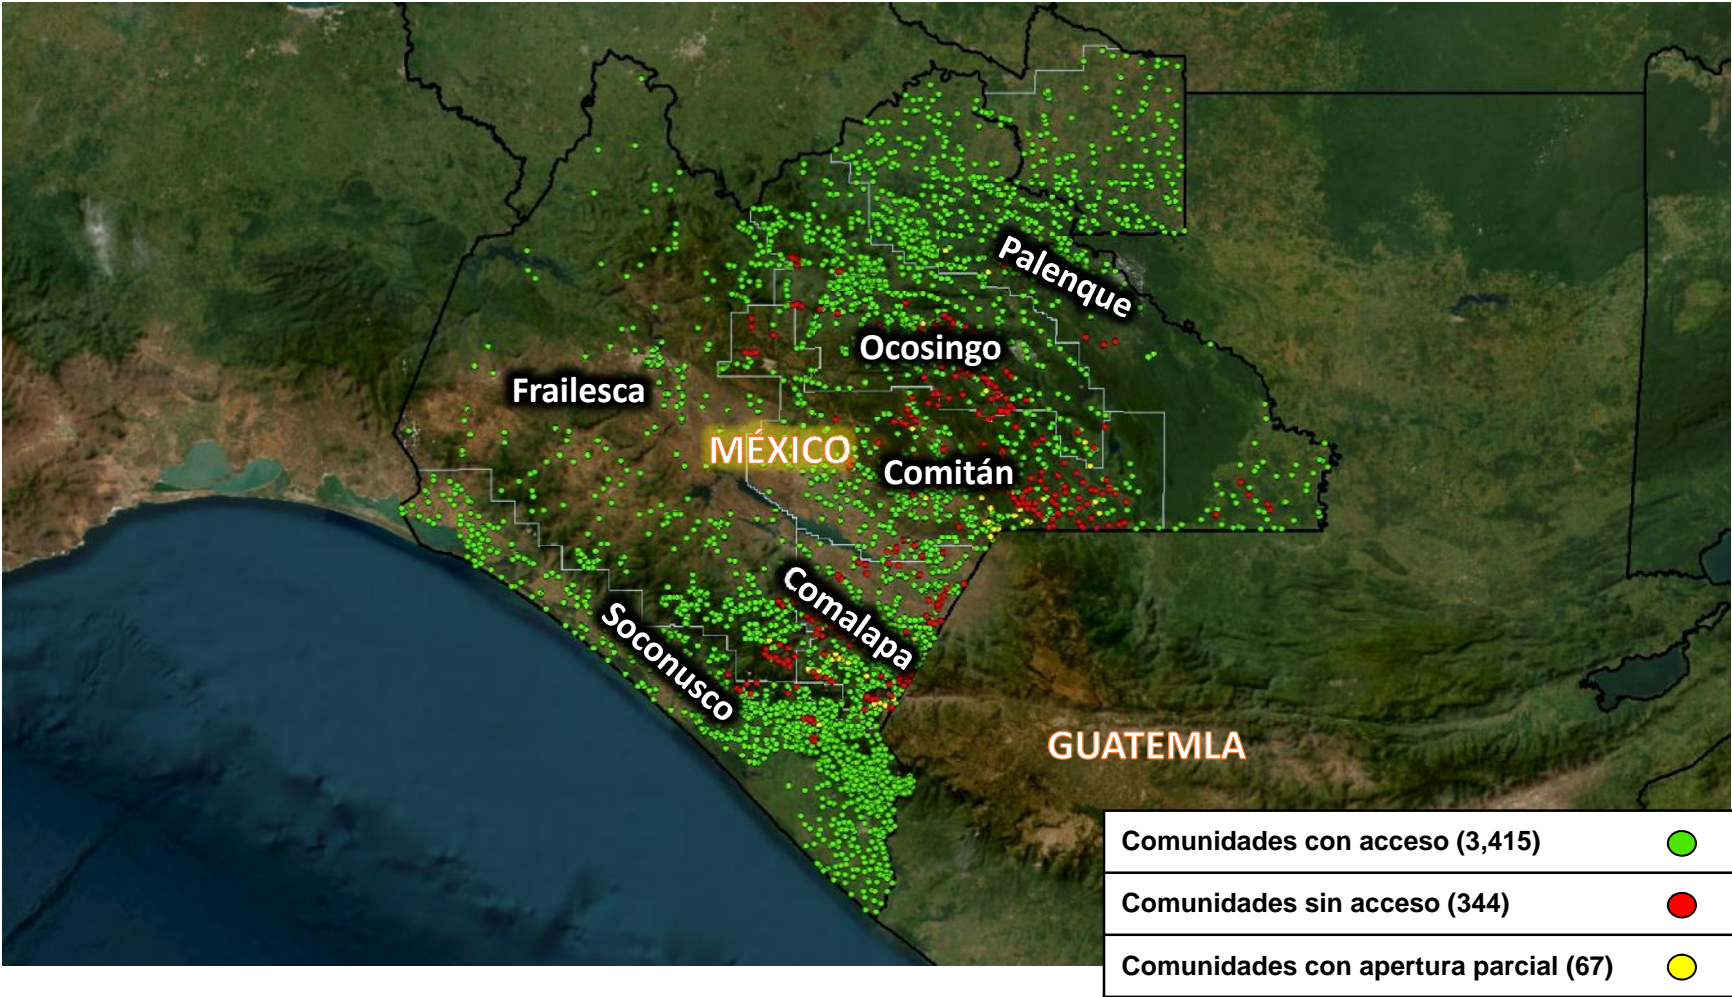 Palenque
Ocosingo
Frailesca
MÉXICO
Comitán
Comalapa
Soconusco
GUATEMLA
Comunidades con acceso (3,415)
Comunidades sin acceso (344)
Comunidades con apertura parcial (67)